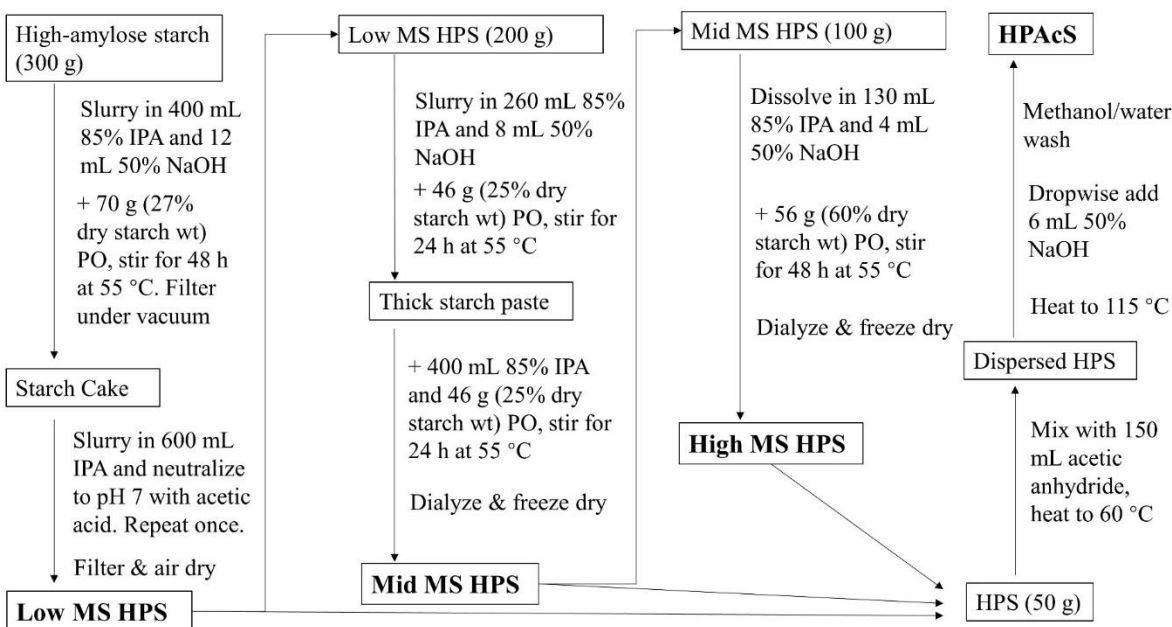 High-amylose starch
(300 g)
Slurry in 400 mL
85% IPA and 12
mL 50% NaOH
+ 70 g (27%
dry starch wt)
PO, stir for 48 h
at 55 °C. Filter
under vacuum
Starch Cake
Slurry in 600 mL
IPA and neutralize
to pH 7 with acetic
acid. Repeat once.
Filter & air dry
Low MS HPS
Low MS HPS (200 g)
Slurry in 260 mL 85%
IPA and 8 mL 50%
NaOH
+ 46 g (25% dry
starch wt) PO, stir for
24 h at 55 °C
Thick starch paste
+ 400 mL 85% IPA
and 46 g (25% dry
starch wt) PO, stir for
24 h at 55 °C
Dialyze & freeze dry
Mid MS HPS
Mid MS HPS (100 g)
Dissolve in 130 mL
85% IPA and 4 mL
50% NaOH
+ 56 g (60% dry
starch wt) PO, stir
for 48 h at 55 °C
Dialyze & freeze dry
High MS HPS
HPS (50 g)
Mix with 150
mL acetic
anhydride,
heat to 60 °C
Dispersed HPS
Heat to 115 °C
Dropwise add
6 mL 50%
NaOH
Methanol/water
wash
HPAcS